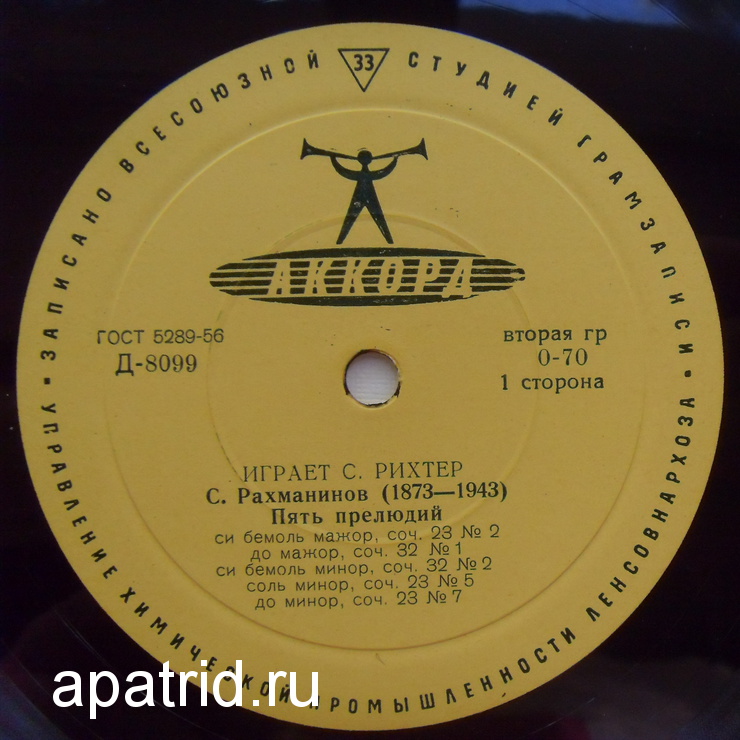 ЗАПИСАНО ВСЕСОЮЗНОЙ 33 СТУДИЕЙ ГРАМЗАПИСИ
АККОРД
ГОСТ 5289-56
Д-8099
вторая гр
0-70
1 сторона
ИГРАЕТ С. РИХТЕР
С. Рахманинов (1873—1943)
Пять прелюдий
си бемоль мажор, соч. 23 № 2
до мажор, соч. 32 № 1
си бемоль минор, соч. 32 № 2
соль минор, соч. 23 № 5
до минор, соч. 23 № 7
УПРАВЛЕНИЕ ХИМИЧЕСКОЙ ПРОМЫШЛЕННОСТИ ЛЕНСОВНАРХОЗА
apatrid.ru